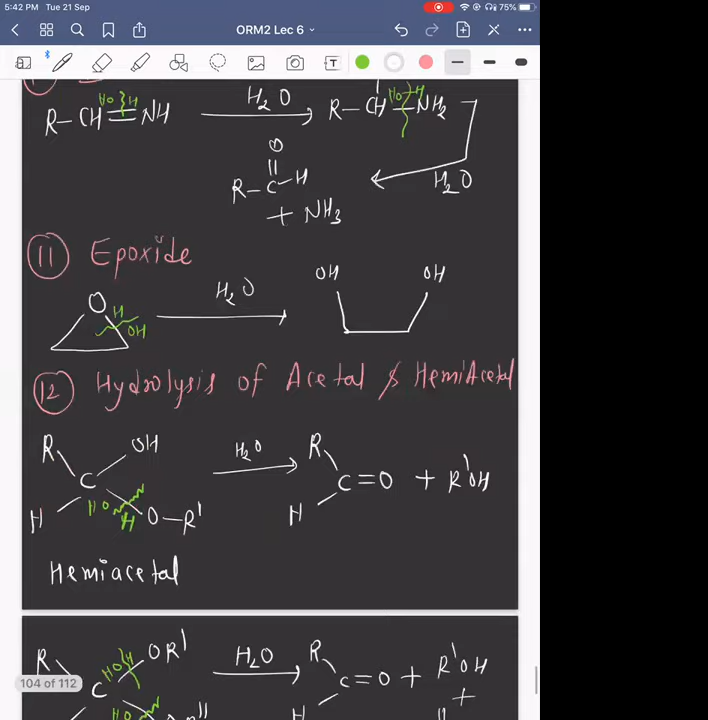 5:42 PM Tue 21 Sep 75%
ORM2 Lec 6
HO H
R-CH=NH H2O R-CH-NH2 HO H
H2O
O
R-C-H
+ NH3
11 Epoxide
O H OH H2O OH OH
12 Hydrolysis of Acetal & HemiAcetal
R OH H2O R
C C=O + R'OH
H HO H O-R' H
Hemiacetal
R HO H OR' H2O R R'OH
C C=O + +
104 of 112
HO H